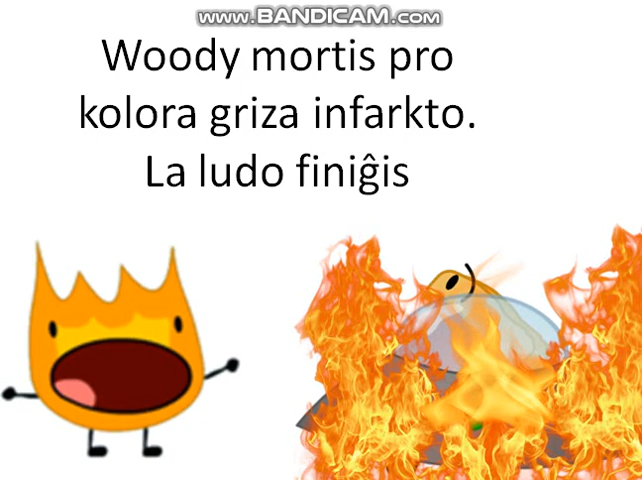 www.BANDICAM.com
Woody mortis pro
kolora griza infarkto.
La ludo finiĝis